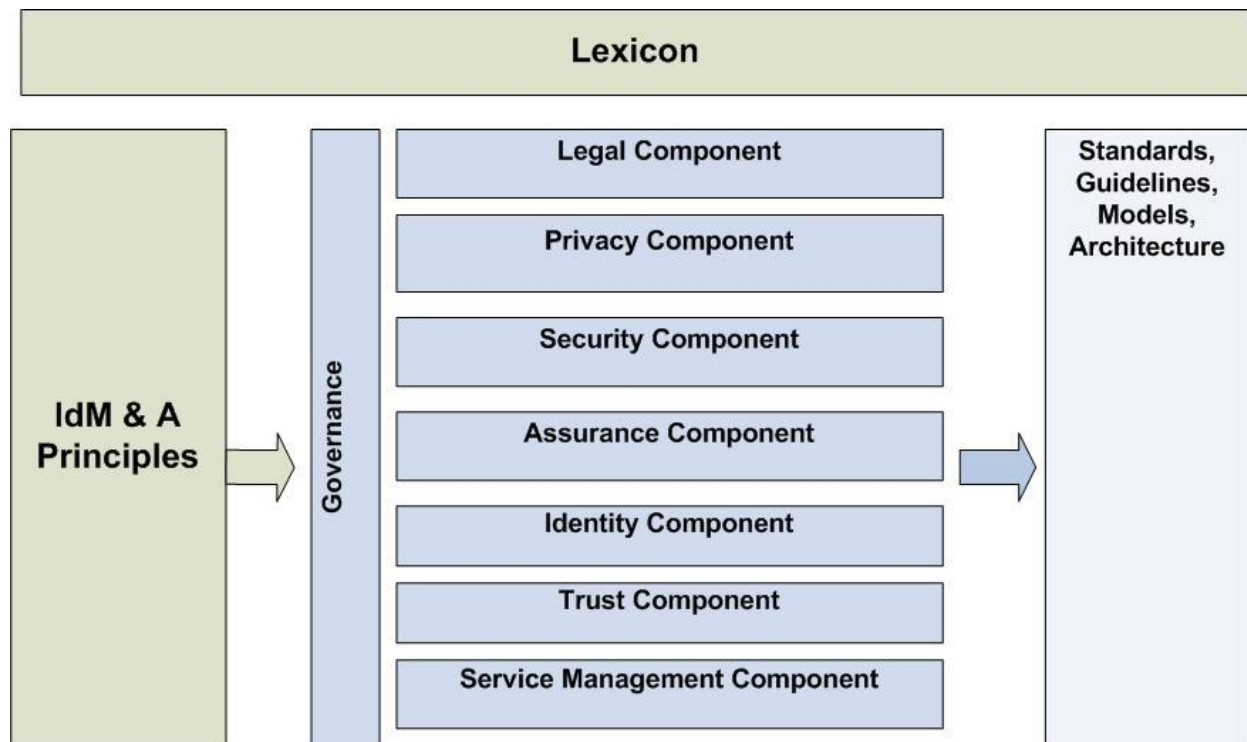 Lexicon
IdM & A
Principles
Governance
Legal Component
Privacy Component
Security Component
Assurance Component
Identity Component
Trust Component
Service Management Component
Standards,
Guidelines,
Models,
Architecture